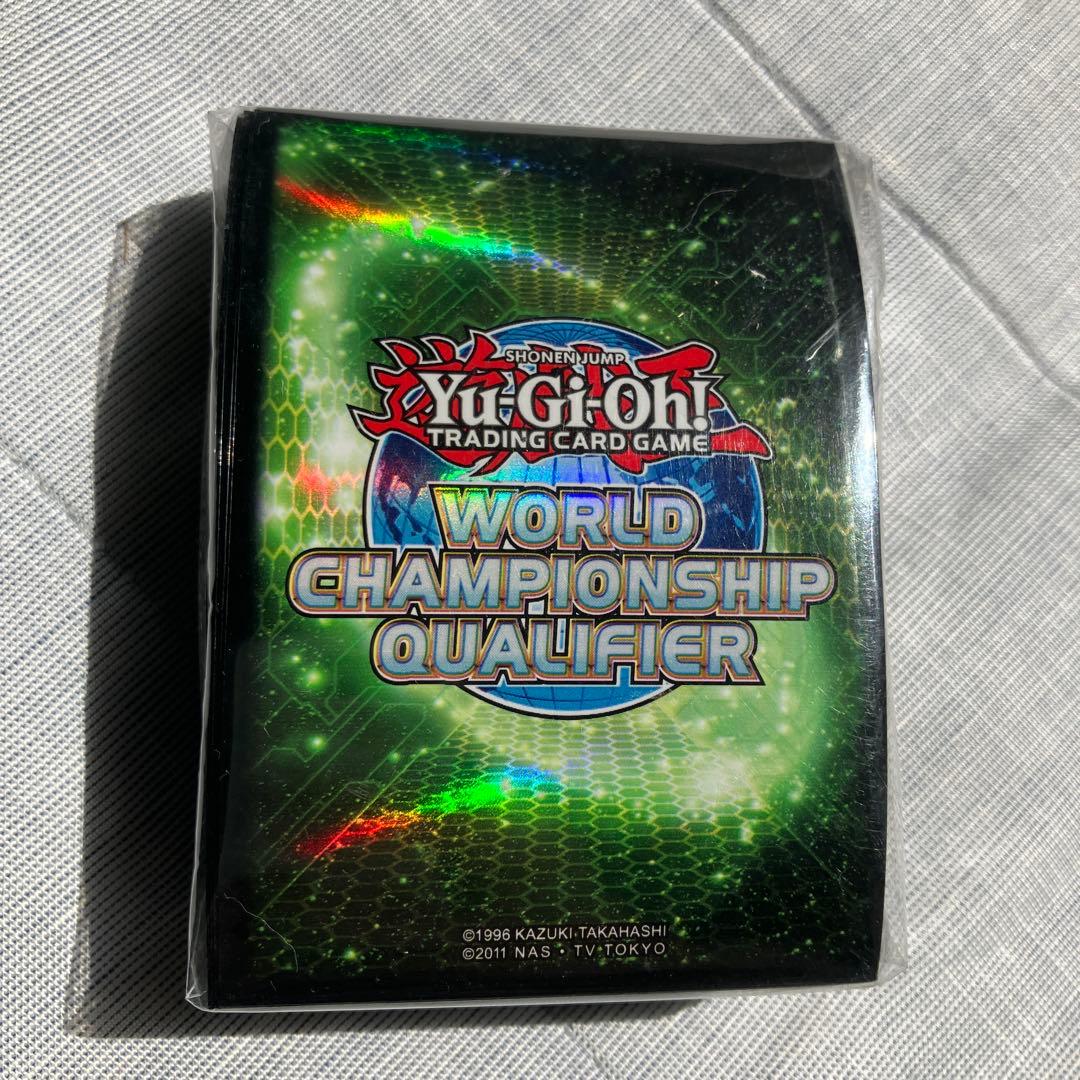 SHONEN JUMP
Yu-Gi-Oh!
TRADING CARD GAME
WORLD
CHAMPIONSHIP
QUALIFIER
©1996 KAZUKI TAKAHASHI
©2011 NAS • TV TOKYO